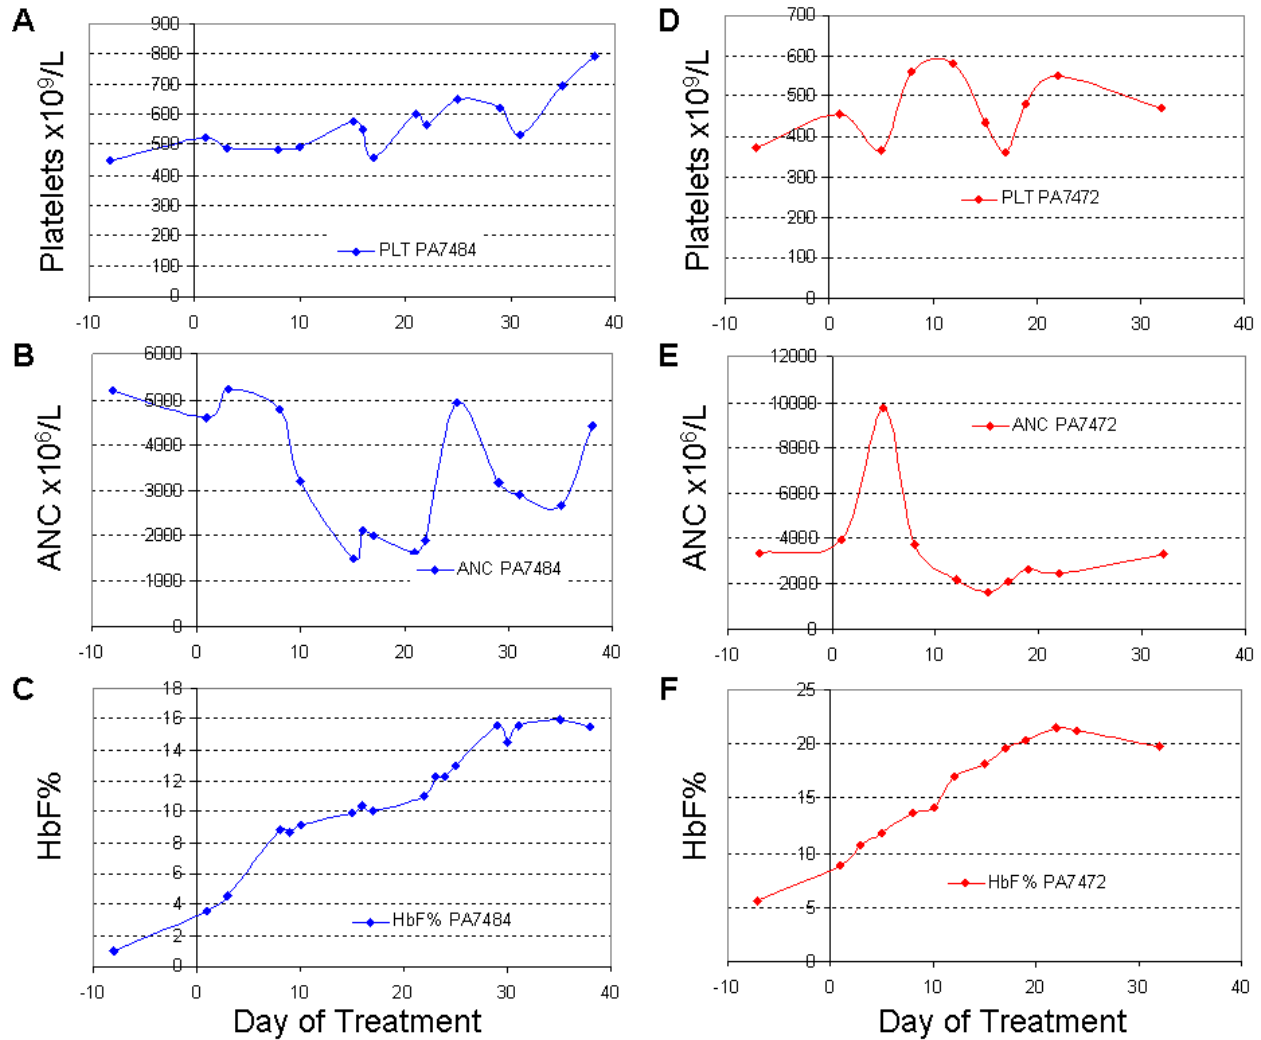 A
Platelets x10⁹/L
900
800
700
600
500
400
300
200
100
0
-10 0 10 20 30 40
PLT PA7484
D
Platelets x10⁹/L
700
600
500
400
300
200
100
0
-10 0 10 20 30 40
PLT PA7472
B
ANC x10⁶/L
6000
5000
4000
3000
2000
1000
0
-10 0 10 20 30 40
ANC PA7484
E
ANC x10⁶/L
12000
10000
8000
6000
4000
2000
0
-10 0 10 20 30 40
ANC PA7472
C
HbF%
18
16
14
12
10
8
6
4
2
0
-10 0 10 20 30 40
HbF% PA7484
Day of Treatment
F
HbF%
25
20
15
10
5
0
-10 0 10 20 30 40
HbF% PA7472
Day of Treatment